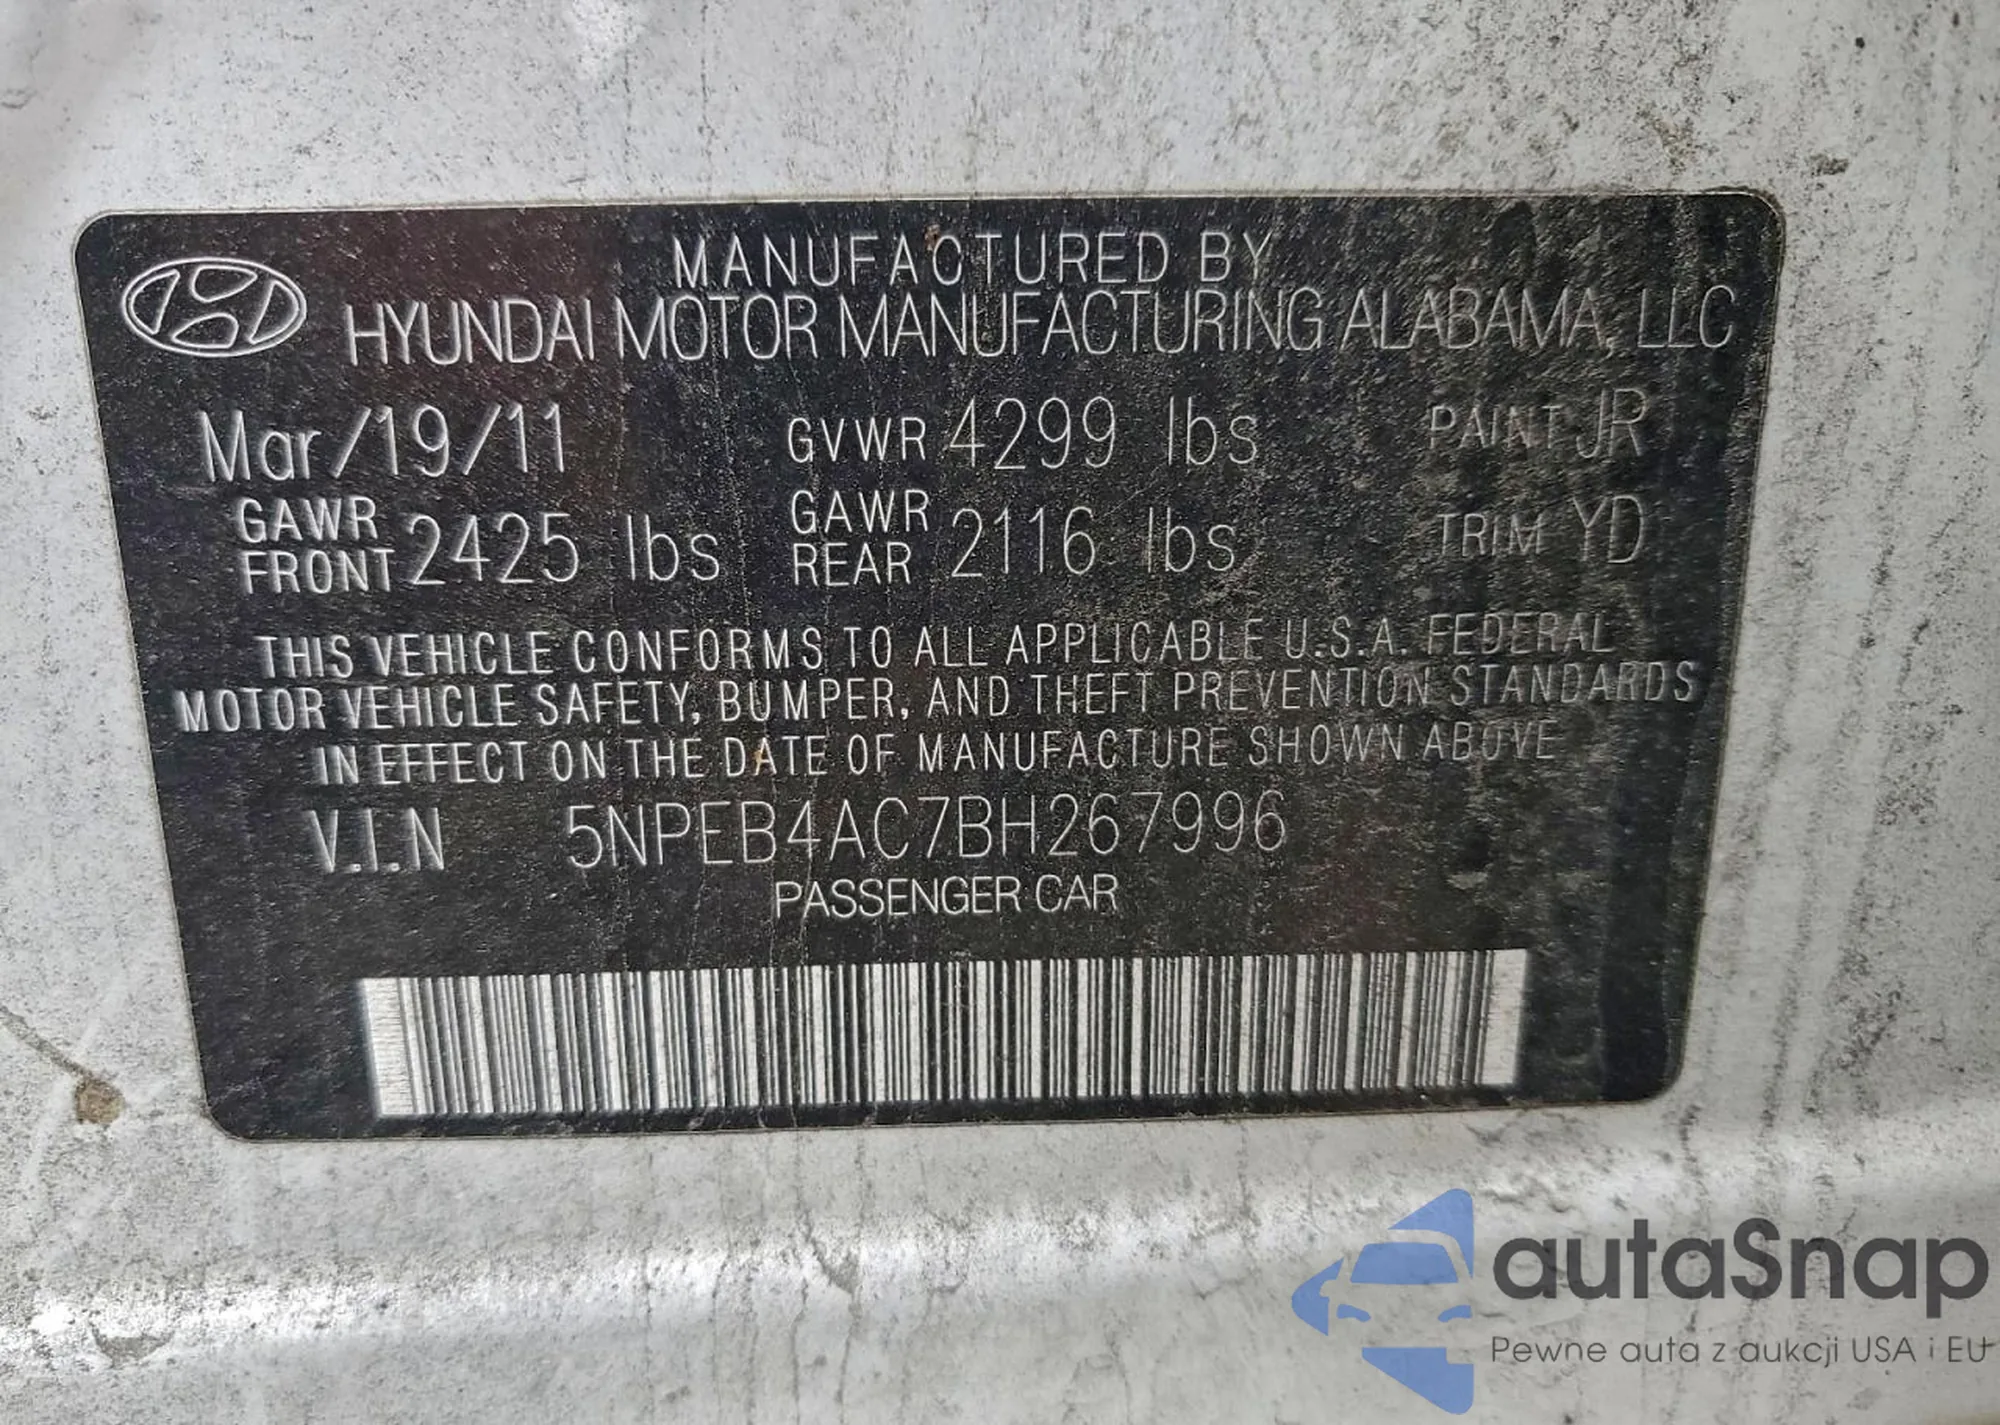 MANUFACTURED BY
HYUNDAI MOTOR MANUFACTURING ALABAMA, LLC
Mar/19/11 GVWR 4299 lbs PAINT JR
GAWR FRONT 2425 lbs GAWR REAR 2116 lbs TRIM YD
THIS VEHICLE CONFORMS TO ALL APPLICABLE U.S.A. FEDERAL
MOTOR VEHICLE SAFETY, BUMPER, AND THEFT PREVENTION STANDARDS
IN EFFECT ON THE DATE OF MANUFACTURE SHOWN ABOVE
V.I.N 5NPEB4AC7BH267996
PASSENGER CAR
autaSnap
Pewne auta z aukcji USA i EU